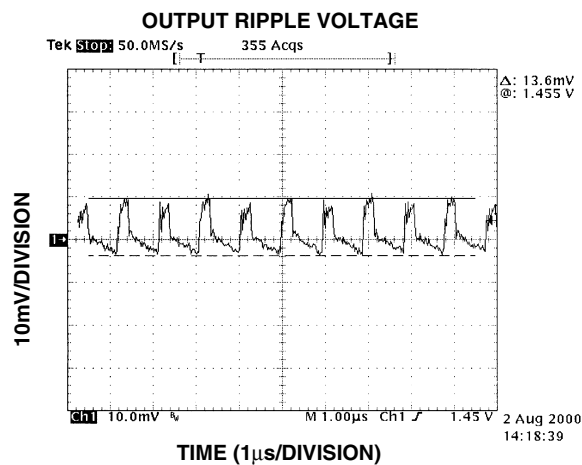 OUTPUT RIPPLE VOLTAGE
Tek Stop: 50.0MS/s 355 Acqs
[ T ]
Δ: 13.6mV
@: 1.455 V
10mV/DIVISION
1→
Ch1 10.0mV Bw M 1.00µs Ch1 ƒ 1.45 V
2 Aug 2000
14:18:39
TIME (1µs/DIVISION)